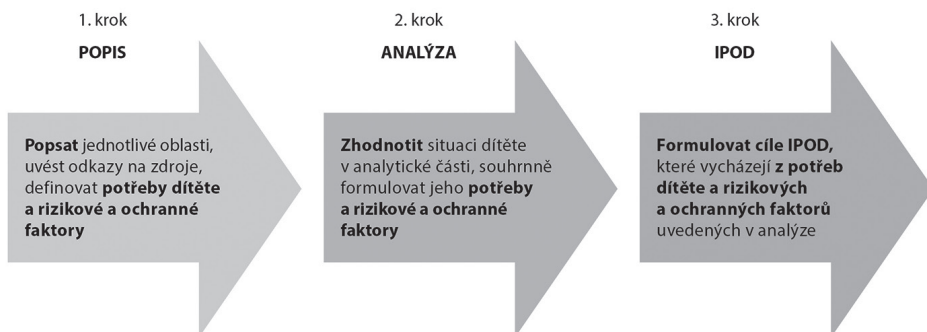 1. krok
POPIS
Popsat jednotlivé oblasti,
uvést odkazy na zdroje,
definovat potřeby dítěte
a rizikové a ochranné
faktory
2. krok
ANALÝZA
Zhodnotit situaci dítěte
v analytické části, souhrnně
formulovat jeho potřeby
a rizikové a ochranné
faktory
3. krok
IPOD
Formulovat cíle IPOD,
které vycházejí z potřeb
dítěte a rizikových
a ochranných faktorů
uvedených v analýze